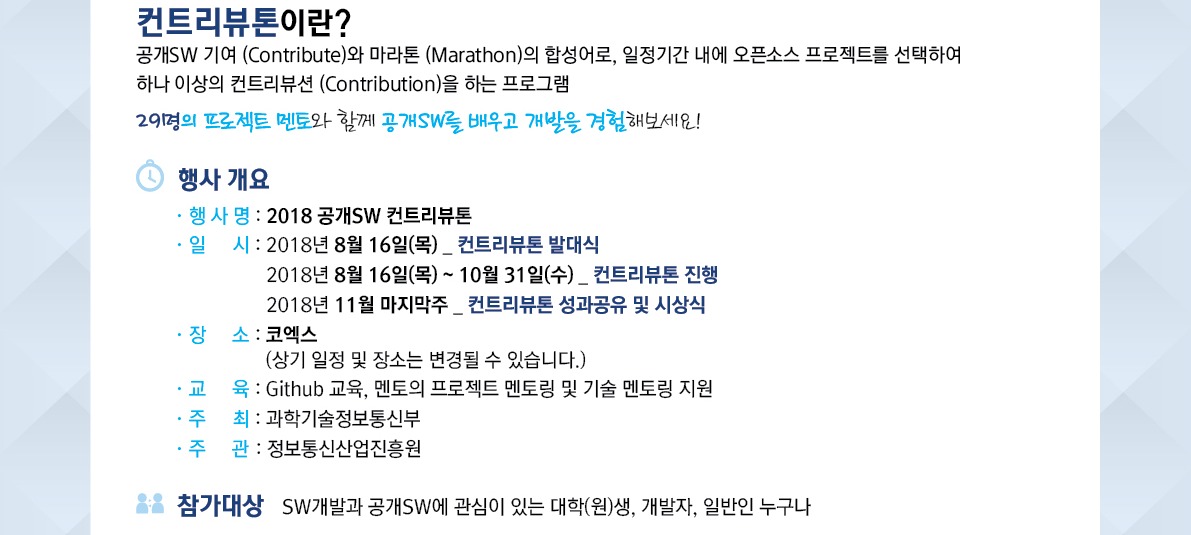 컨트리뷰톤이란?
공개SW 기여 (Contribute)와 마라톤 (Marathon)의 합성어로, 일정기간 내에 오픈소스 프로젝트를 선택하여
하나 이상의 컨트리뷰션 (Contribution)을 하는 프로그램
29명의 프로젝트 멘토와 함께 공개SW를 배우고 개발을 경험해보세요!
행사 개요
· 행 사 명 : 2018 공개SW 컨트리뷰톤
· 일 시 : 2018년 8월 16일(목) _ 컨트리뷰톤 발대식
2018년 8월 16일(목) ~ 10월 31일(수) _ 컨트리뷰톤 진행
2018년 11월 마지막주 _ 컨트리뷰톤 성과공유 및 시상식
· 장 소 : 코엑스
(상기 일정 및 장소는 변경될 수 있습니다.)
· 교 육 : Github 교육, 멘토의 프로젝트 멘토링 및 기술 멘토링 지원
· 주 최 : 과학기술정보통신부
· 주 관 : 정보통신산업진흥원
참가대상 SW개발과 공개SW에 관심이 있는 대학(원)생, 개발자, 일반인 누구나